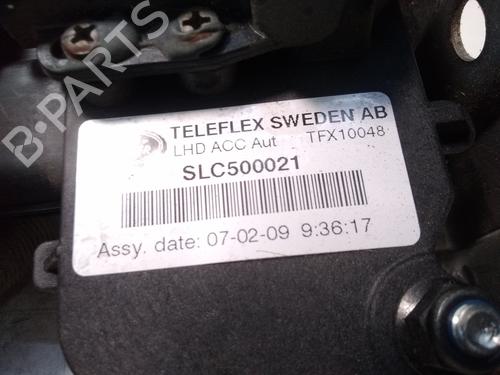 B-PARTS
TELEFLEX SWEDEN AB
LHD ACC Aut TFX10048
SLC500021
Assy. date: 07-02-09 9:36:17